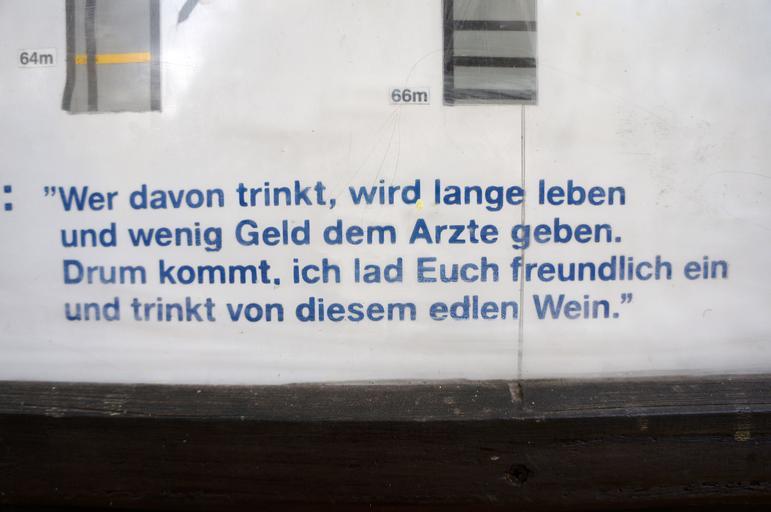 64m
66m
: "Wer davon trinkt, wird lange leben
und wenig Geld dem Arzte geben.
Drum kommt, ich lad Euch freundlich ein
und trinkt von diesem edlen Wein."